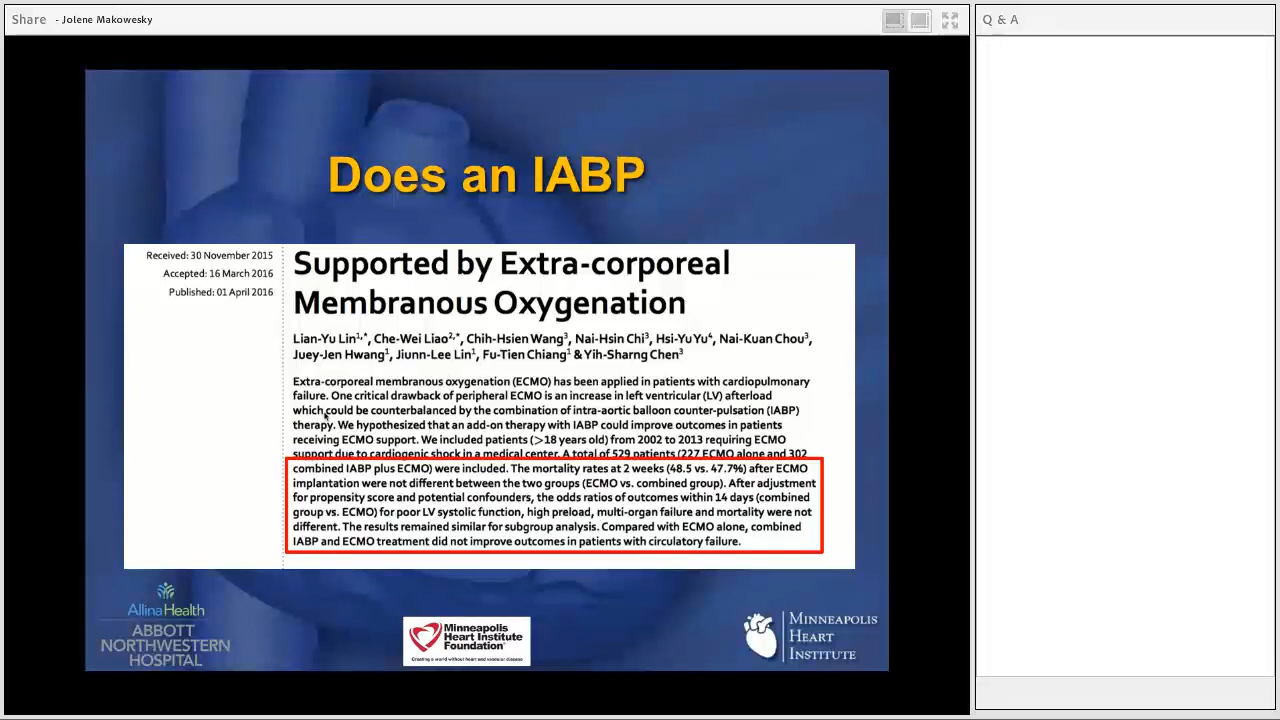 Share - Jolene Makowesky
Q & A
Does an IABP
Received: 30 November 2015
Accepted: 16 March 2016
Published: 01 April 2016
Supported by Extra-corporeal
Membranous Oxygenation
Lian-Yu Lin1,*, Che-Wei Liao2,*, Chih-Hsien Wang3, Nai-Hsin Chi3, Hsi-Yu Yu4, Nai-Kuan Chou3,
Juey-Jen Hwang1, Jiunn-Lee Lin1, Fu-Tien Chiang1 & Yih-Sharng Chen3
Extra-corporeal membranous oxygenation (ECMO) has been applied in patients with cardiopulmonary
failure. One critical drawback of peripheral ECMO is an increase in left ventricular (LV) afterload
which could be counterbalanced by the combination of intra-aortic balloon counter-pulsation (IABP)
therapy. We hypothesized that an add-on therapy with IABP could improve outcomes in patients
receiving ECMO support. We included patients (>18 years old) from 2002 to 2013 requiring ECMO
support due to cardiogenic shock in a medical center. A total of 529 patients (227 ECMO alone and 302
combined IABP plus ECMO) were included. The mortality rates at 2 weeks (48.5 vs. 47.7%) after ECMO
implantation were not different between the two groups (ECMO vs. combined group). After adjustment
for propensity score and potential confounders, the odds ratios of outcomes within 14 days (combined
group vs. ECMO) for poor LV systolic function, high preload, multi-organ failure and mortality were not
different. The results remained similar for subgroup analysis. Compared with ECMO alone, combined
IABP and ECMO treatment did not improve outcomes in patients with circulatory failure.
AllinaHealth
ABBOTT
NORTHWESTERN
HOSPITAL
Minneapolis
Heart Institute
Foundation®
Creating a world without heart and vascular disease
MINNEAPOLIS
HEART
INSTITUTE